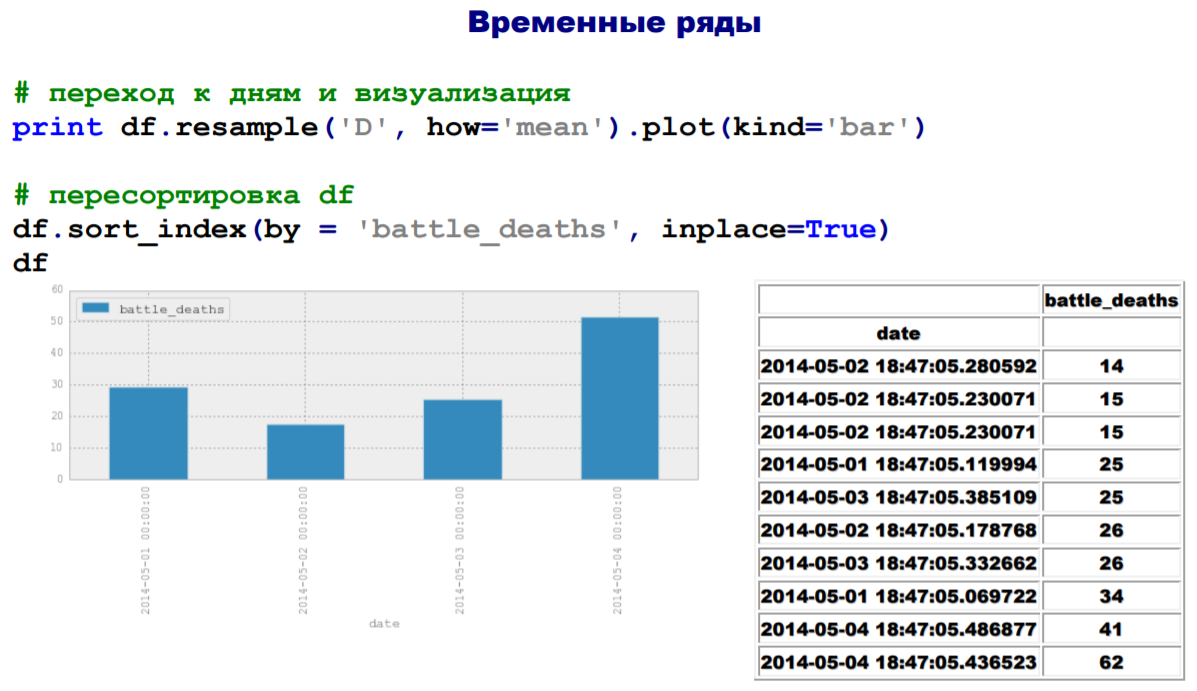 Временные ряды
# переход к дням и визуализация
print df.resample('D', how='mean').plot(kind='bar')
# пересортировка df
df.sort_index(by = 'battle_deaths', inplace=True)
df
battle_deaths
60
50
40
30
20
10
0
2014-05-01 00:00:00
2014-05-02 00:00:00
2014-05-03 00:00:00
2014-05-04 00:00:00
date
battle_deaths
date
2014-05-02 18:47:05.280592 14
2014-05-02 18:47:05.230071 15
2014-05-02 18:47:05.230071 15
2014-05-01 18:47:05.119994 25
2014-05-03 18:47:05.385109 25
2014-05-02 18:47:05.178768 26
2014-05-03 18:47:05.332662 26
2014-05-01 18:47:05.069722 34
2014-05-04 18:47:05.486877 41
2014-05-04 18:47:05.436523 62